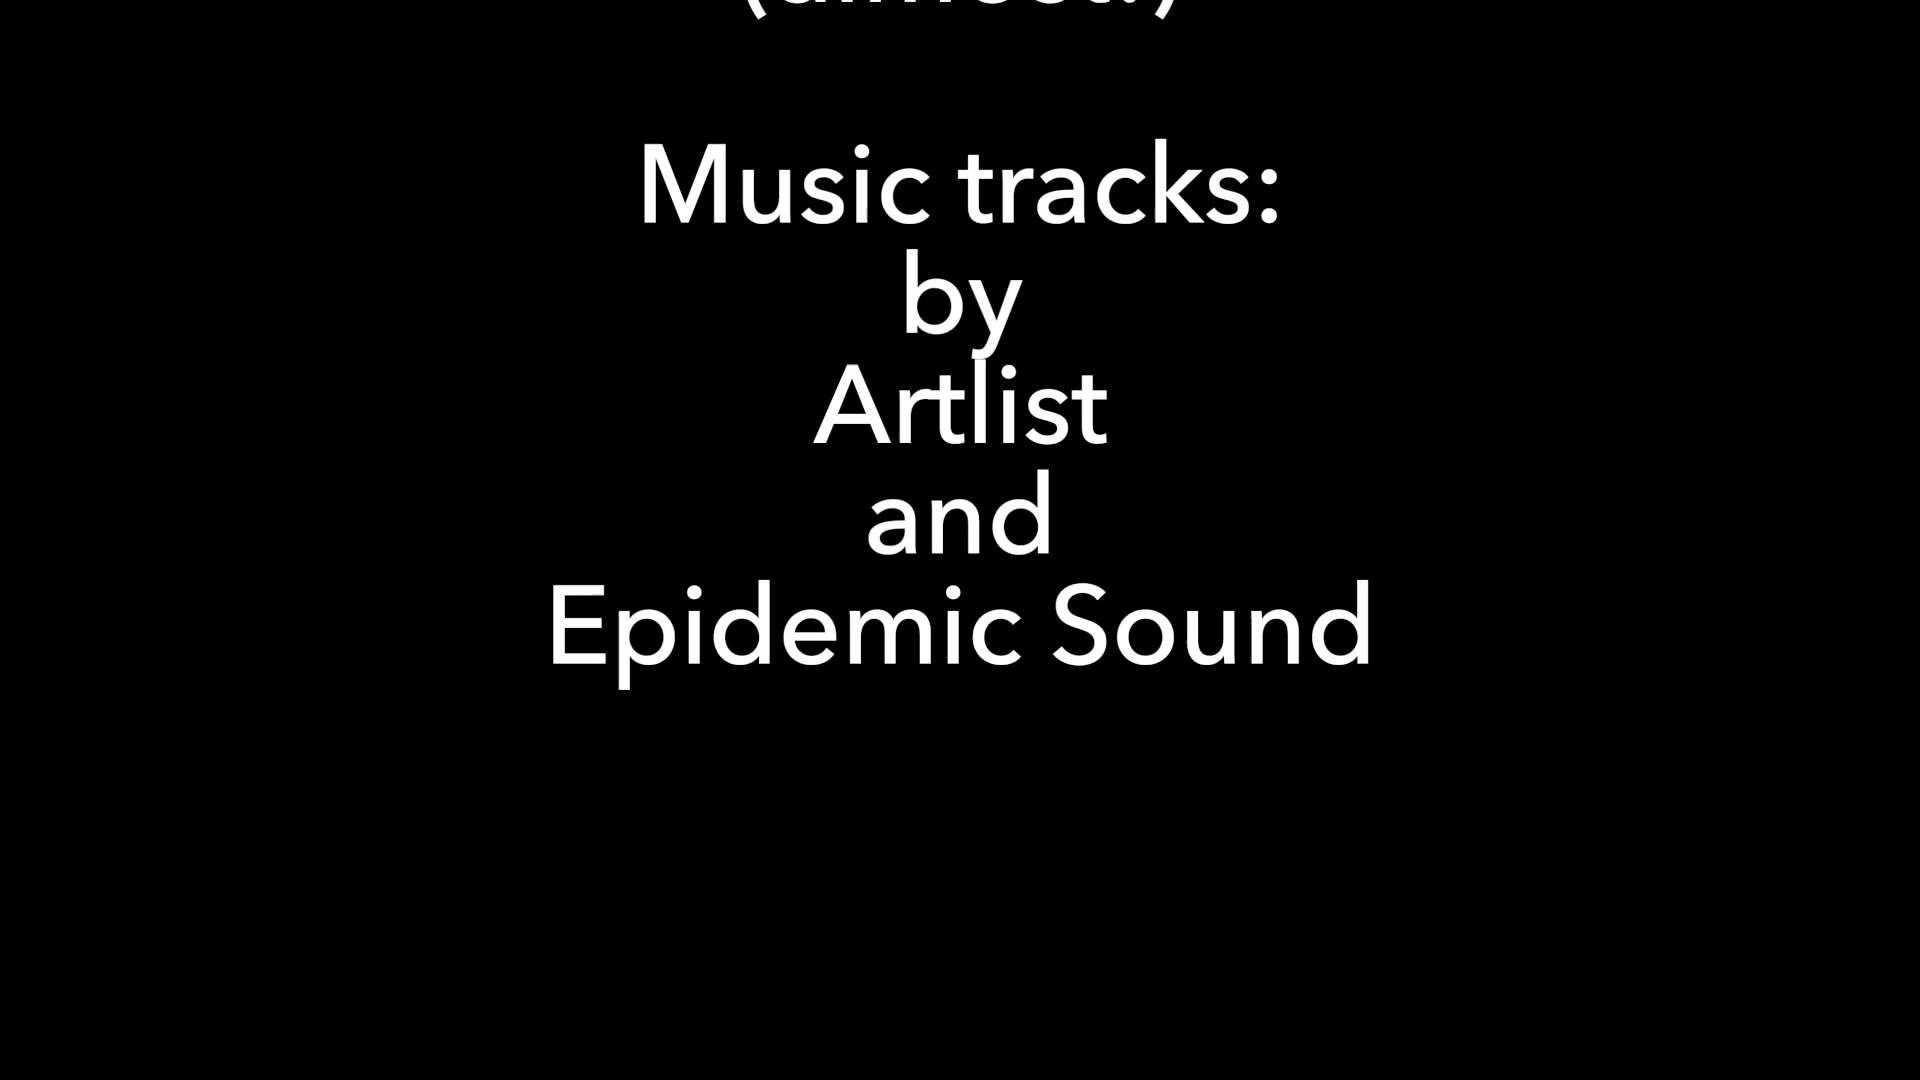 Music tracks:
by
Artlist
and
Epidemic Sound